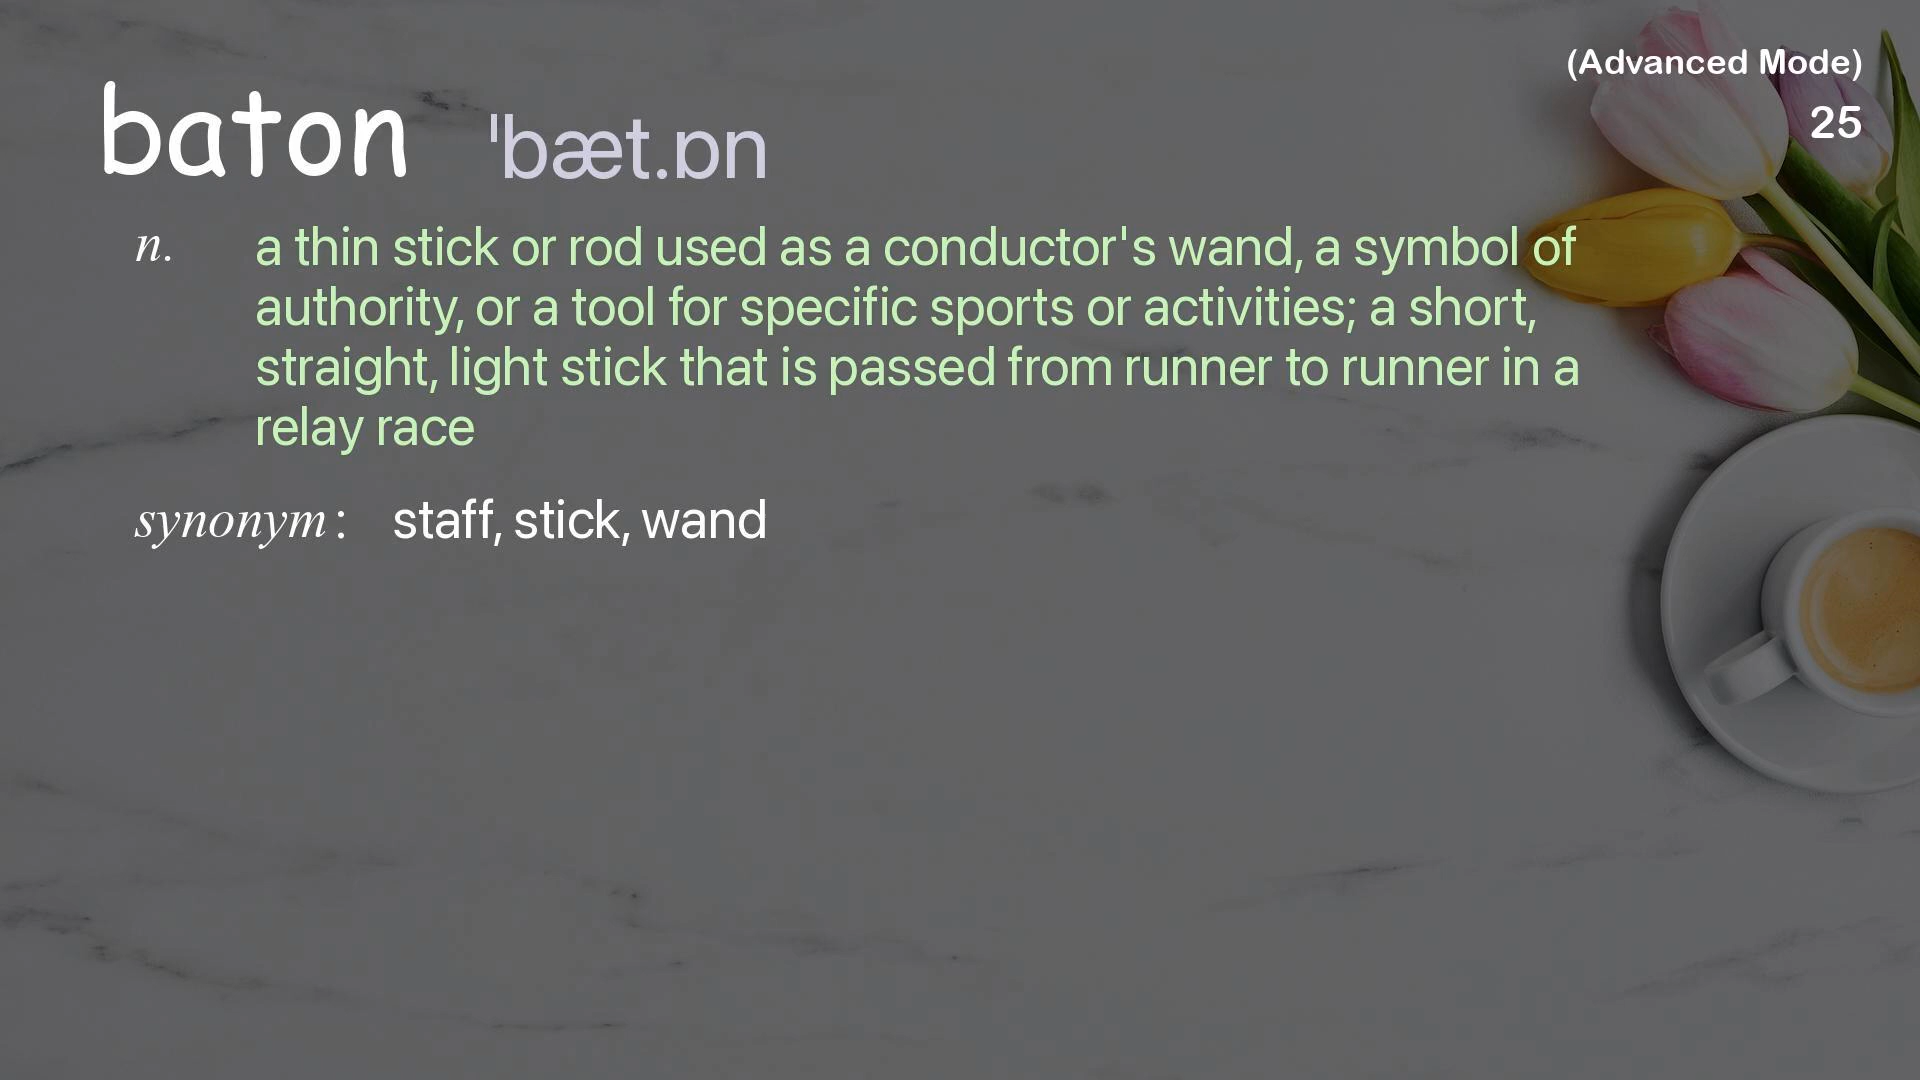 (Advanced Mode)
25
baton ˈbæt.ɒn
n. a thin stick or rod used as a conductor's wand, a symbol of
authority, or a tool for specific sports or activities; a short,
straight, light stick that is passed from runner to runner in a
relay race
synonym: staff, stick, wand